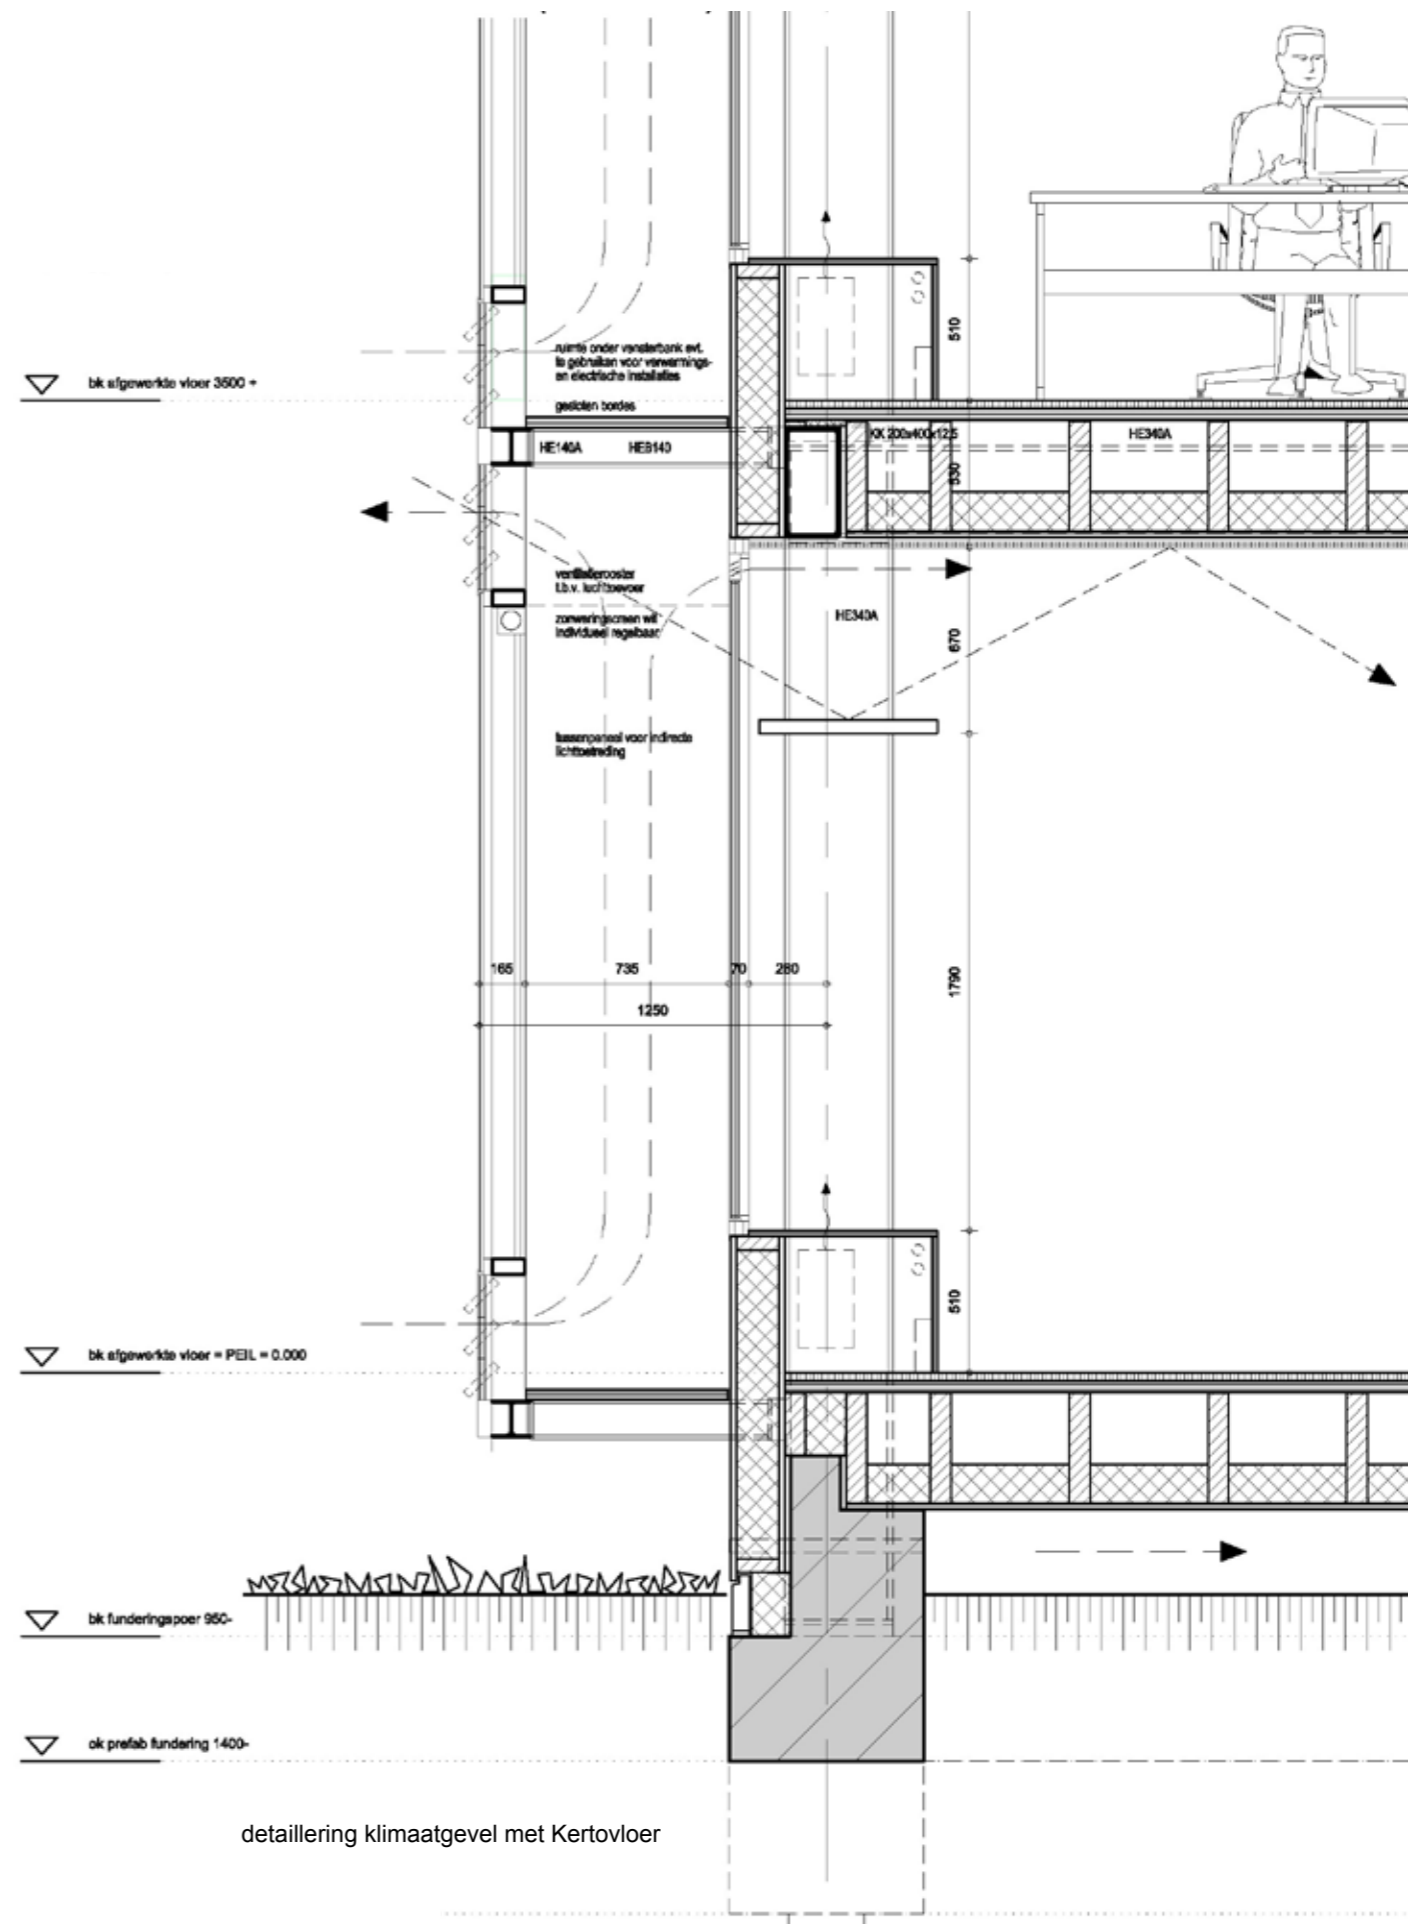 ruimte onder vensterbank evt.
te gebruiken voor verwarmings-
en electrische installaties
510
bk afgewerkte vloer 3500 +
gesloten bordes
HE140A
HEB140
KK 200x400x12,5
HE340A
530
ventilatierooster
t.b.v. luchttoevoer
HE340A
zonweringscreen wit
individueel regelbaar
670
tussenpaneel voor indirecte
lichttoetreding
165
735
70
280
1790
1250
510
bk afgewerkte vloer = PEIL = 0.000
bk funderingspoer 950-
ok prefab fundering 1400-
detaillering klimaatgevel met Kertovloer